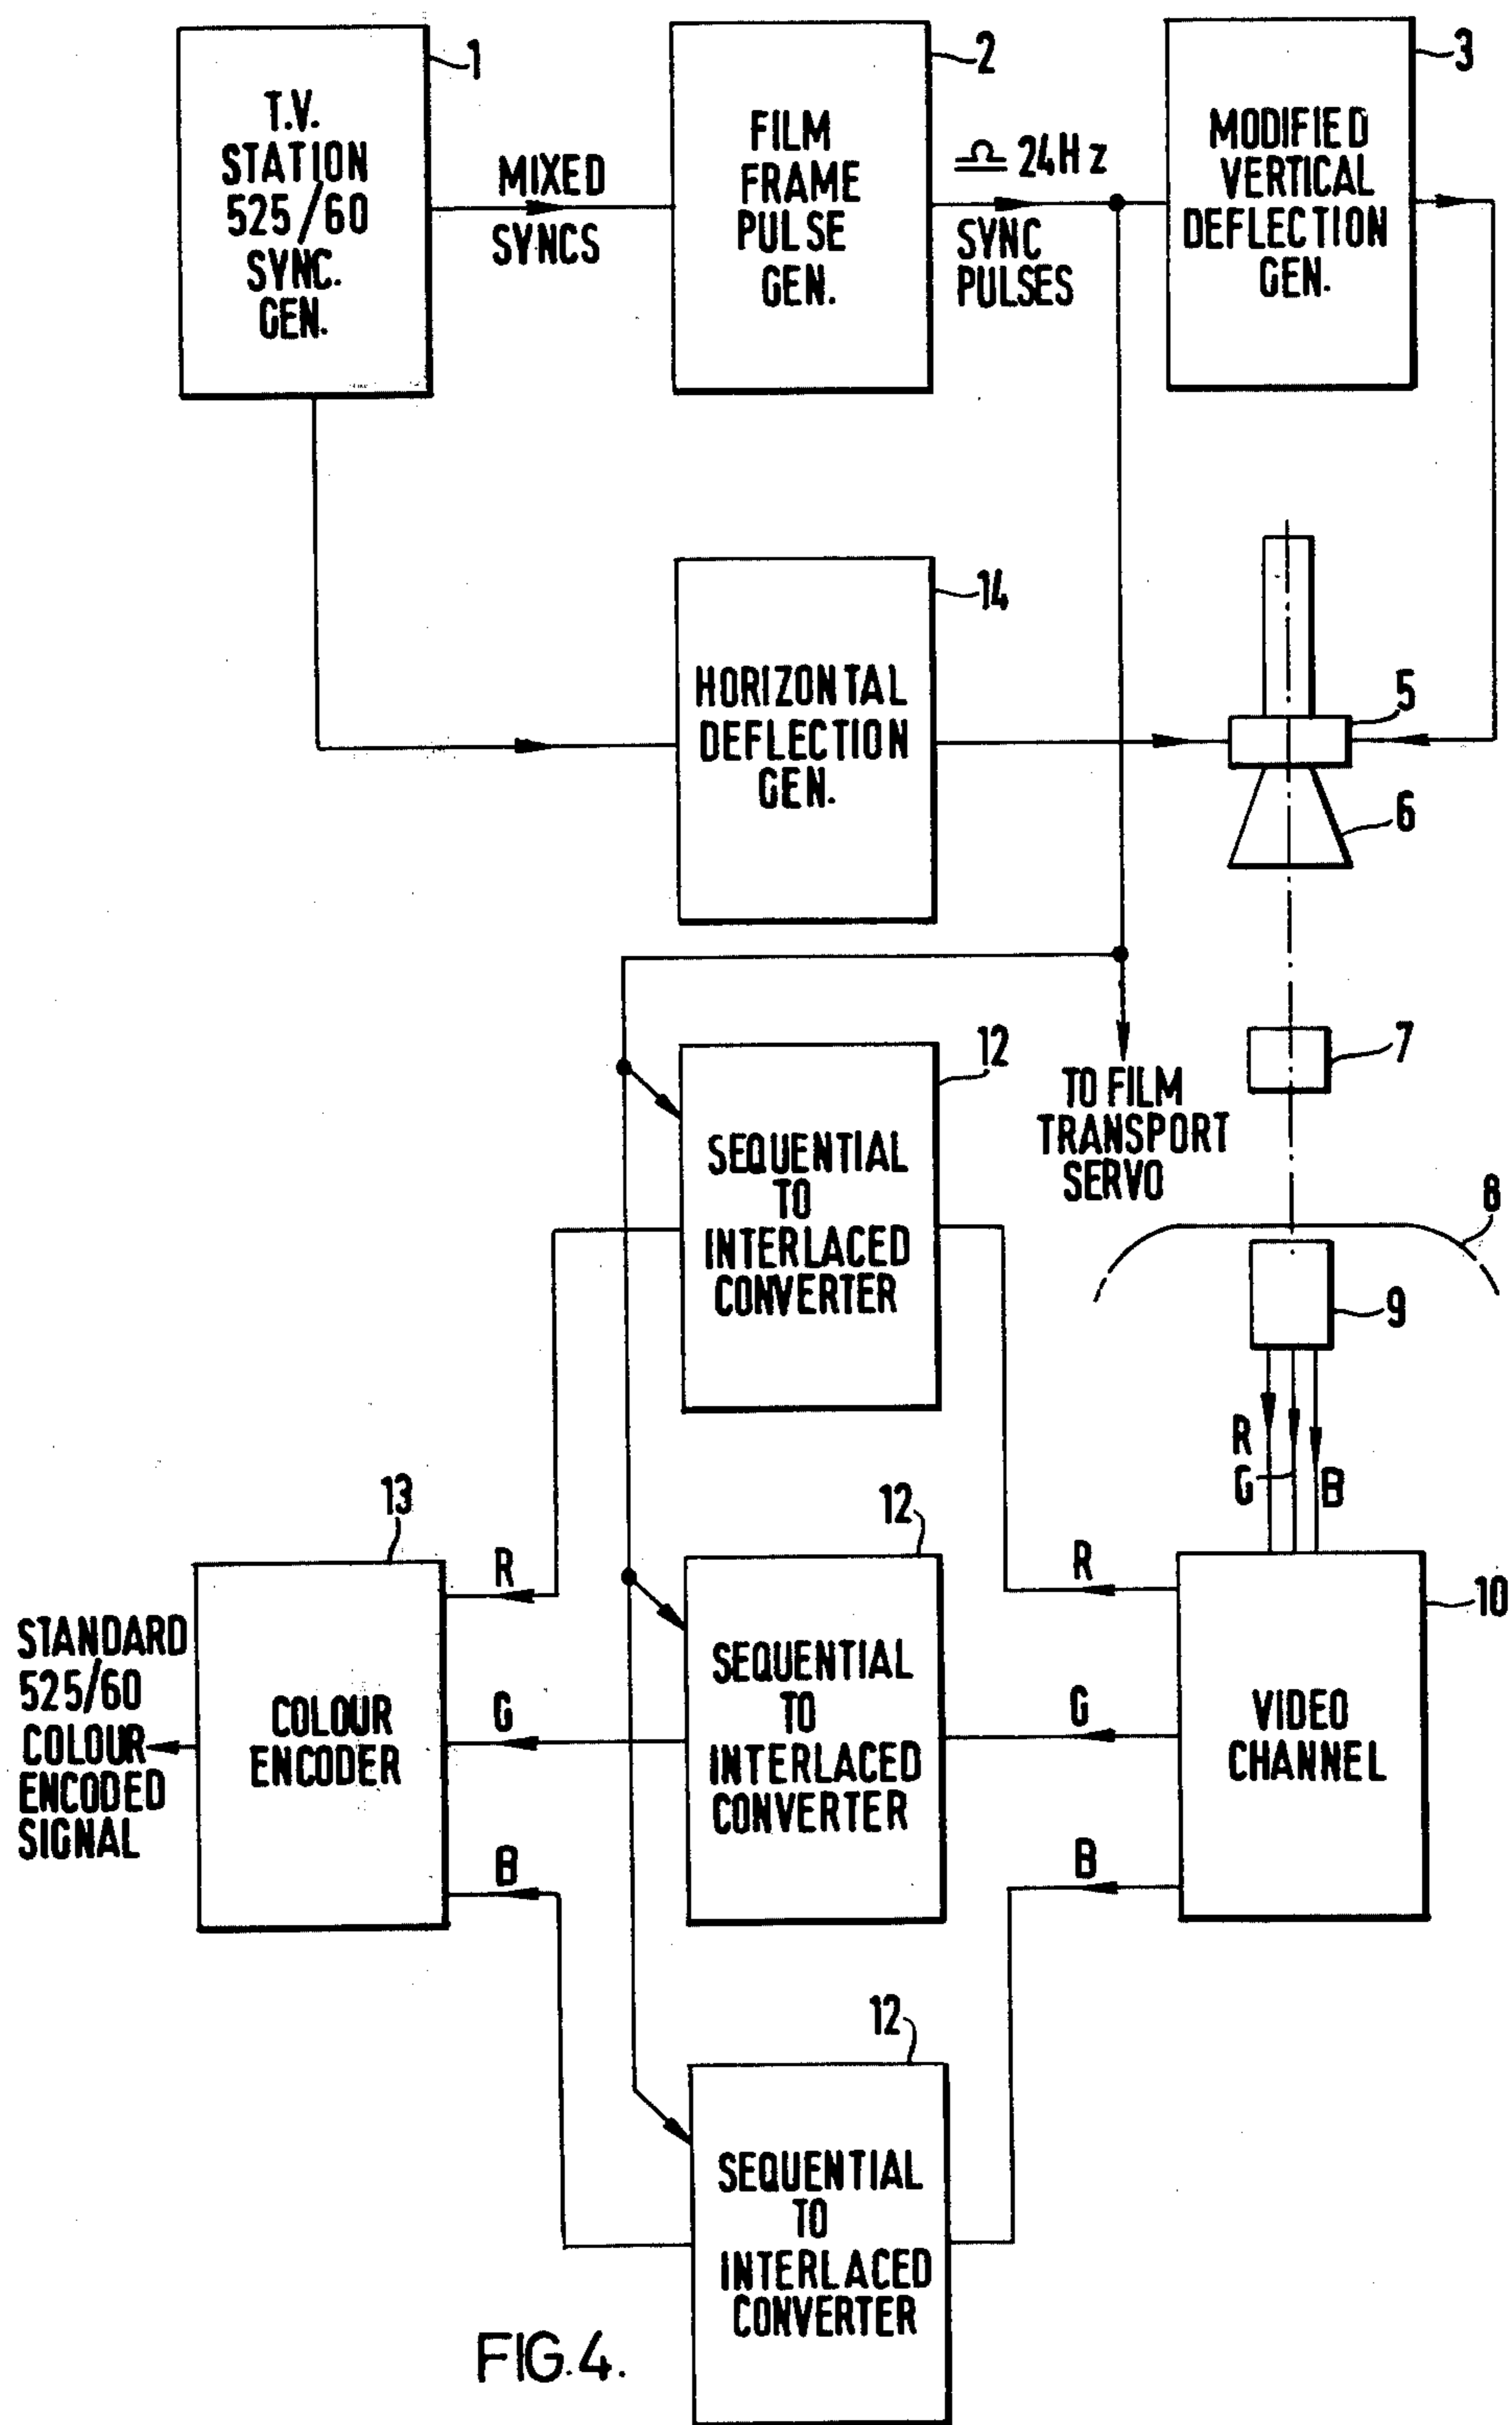 1
T.V.
STATION
525/60
SYNC.
GEN.
MIXED
SYNCS
2
FILM
FRAME
PULSE
GEN.
≏ 24Hz
SYNC
PULSES
3
MODIFIED
VERTICAL
DEFLECTION
GEN.
14
HORIZONTAL
DEFLECTION
GEN.
5
6
7
TO FILM
TRANSPORT
SERVO
8
9
R
G
B
12
SEQUENTIAL
TO
INTERLACED
CONVERTER
10
VIDEO
CHANNEL
R
G
B
12
SEQUENTIAL
TO
INTERLACED
CONVERTER
12
SEQUENTIAL
TO
INTERLACED
CONVERTER
13
COLOUR
ENCODER
R
G
B
STANDARD
525/60
COLOUR
ENCODED
SIGNAL
FIG.4.